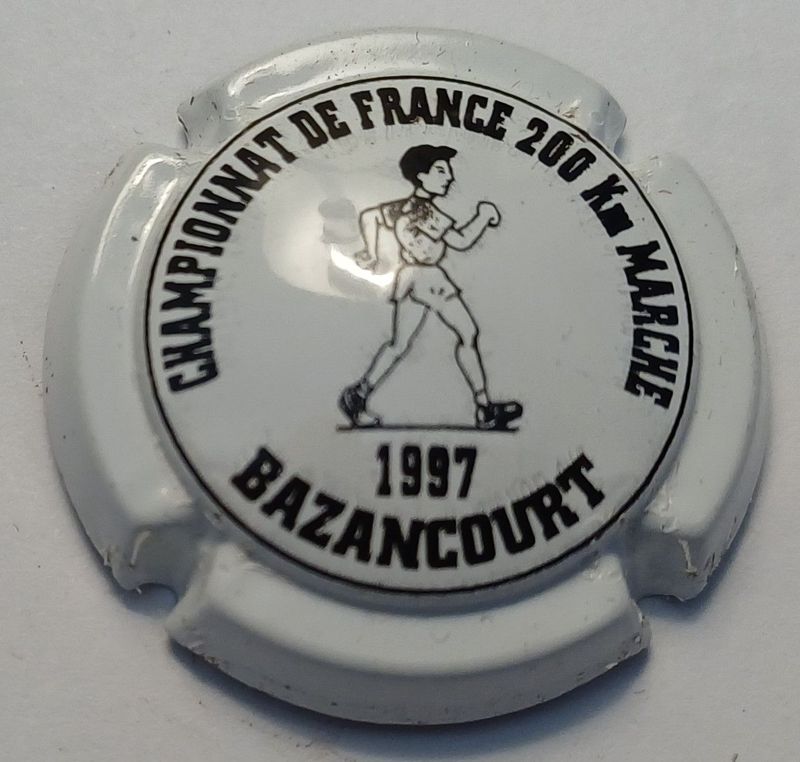 CHAMPIONNAT DE FRANCE 200 Km MARCHE
1997
BAZANCOURT